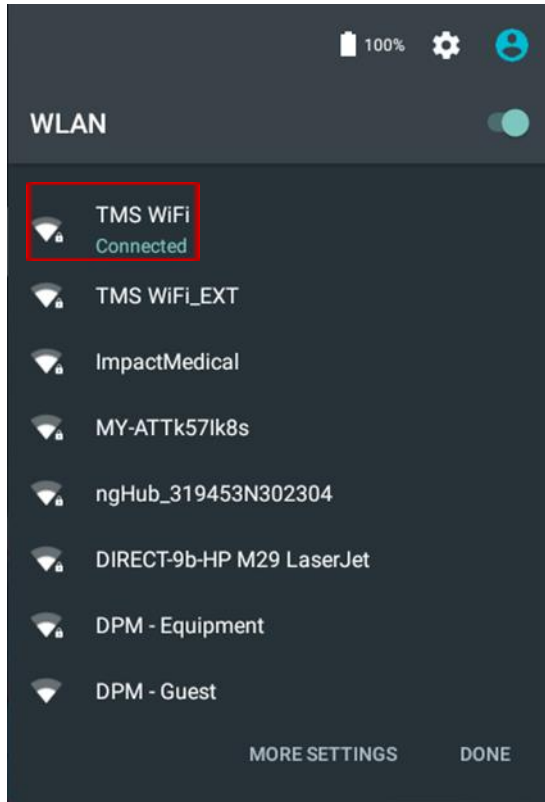 100%
WLAN
TMS WiFi
Connected
TMS WiFi_EXT
ImpactMedical
MY-ATTk57Ik8s
ngHub_319453N302304
DIRECT-9b-HP M29 LaserJet
DPM - Equipment
DPM - Guest
MORE SETTINGS DONE